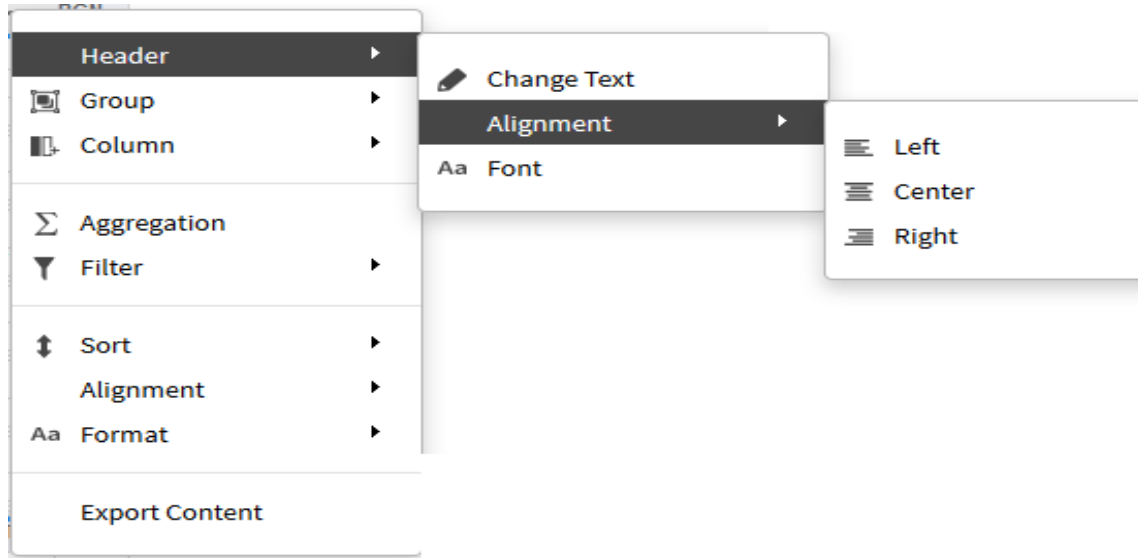 Header
Group
Column
Aggregation
Filter
Sort
Alignment
Aa Format
Export Content
Change Text
Alignment
Aa Font
Left
Center
Right